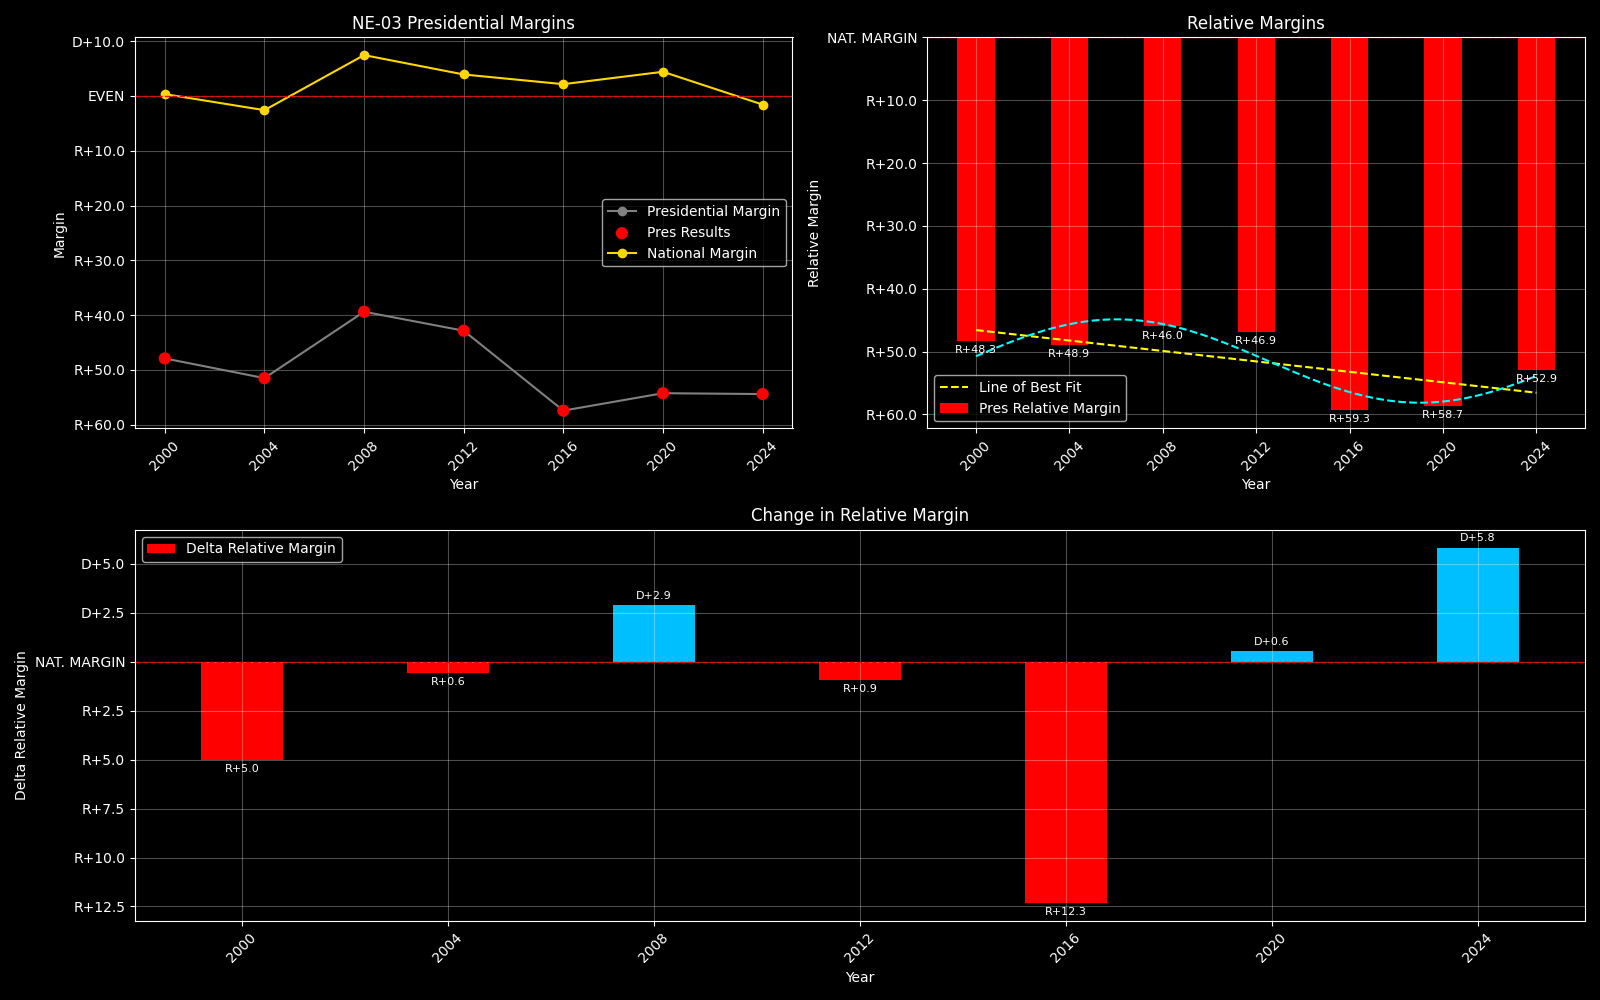 NE-03 Presidential Margins
D+10.0
EVEN
R+10.0
R+20.0
R+30.0
R+40.0
R+50.0
R+60.0
Margin
Presidential Margin
Pres Results
National Margin
2000
2004
2008
2012
2016
2020
2024
Year
Relative Margins
NAT. MARGIN
R+10.0
R+20.0
R+30.0
R+40.0
R+50.0
R+60.0
Relative Margin
R+48.3
R+48.9
R+46.0
R+46.9
R+59.3
R+58.7
R+52.9
Line of Best Fit
Pres Relative Margin
2000
2004
2008
2012
2016
2020
2024
Year
Change in Relative Margin
Delta Relative Margin
D+5.0
D+2.5
NAT. MARGIN
R+2.5
R+5.0
R+7.5
R+10.0
R+12.5
Delta Relative Margin
R+5.0
R+0.6
D+2.9
R+0.9
R+12.3
D+0.6
D+5.8
2000
2004
2008
2012
2016
2020
2024
Year